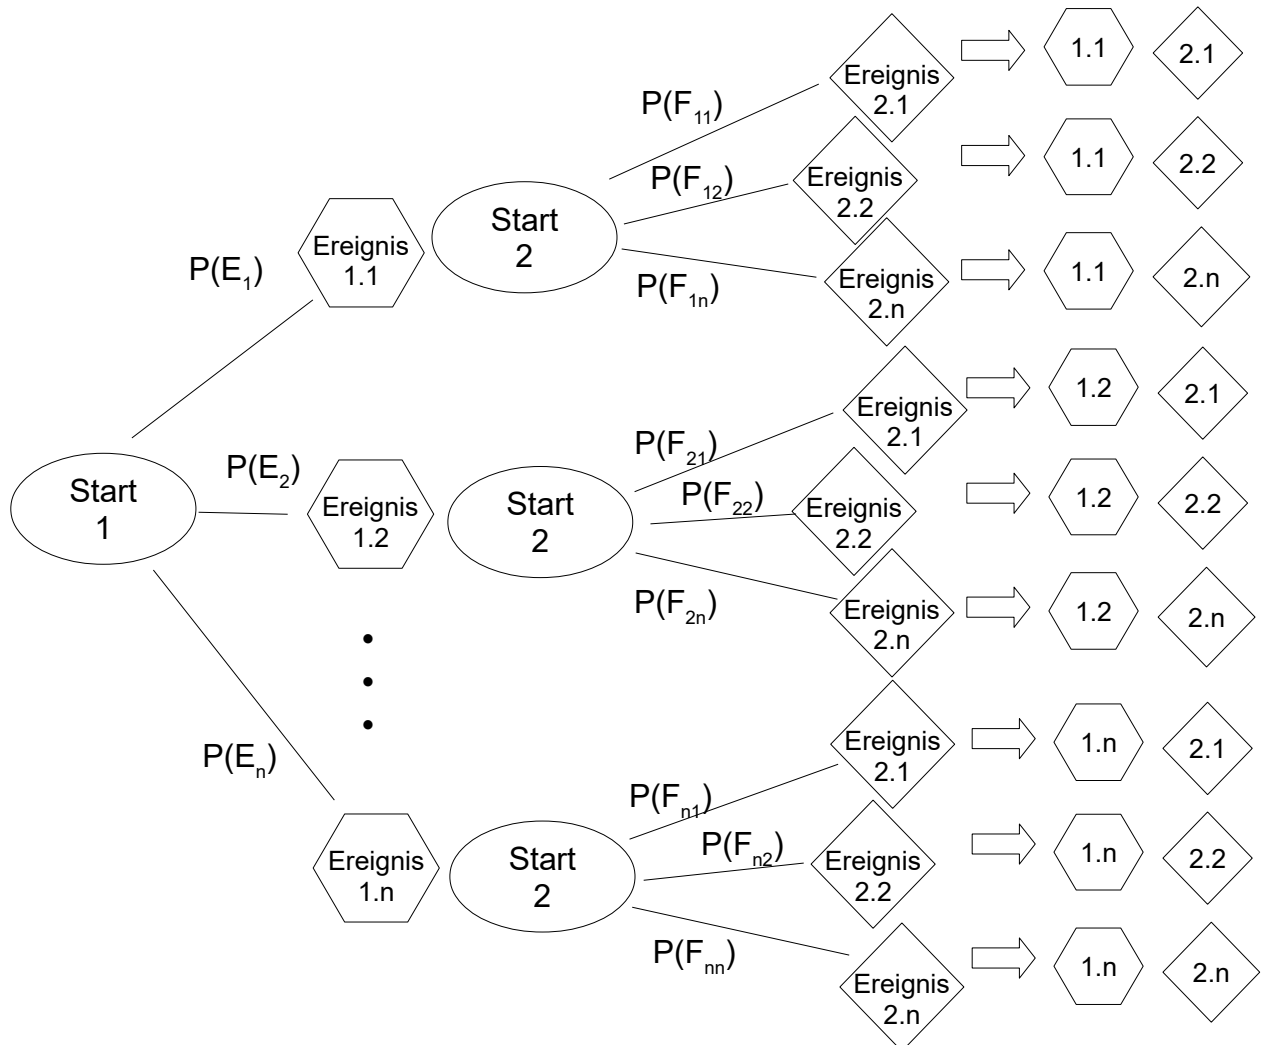 Ereignis
2.1
1.1
2.1
P(F11)
Ereignis
2.2
1.1
2.2
P(F12)
Start
2
Ereignis
1.1
P(E1)
P(F1n)
Ereignis
2.n
1.1
2.n
Ereignis
2.1
1.2
2.1
P(F21)
Start
1
P(E2)
Ereignis
1.2
Start
2
P(F22)
Ereignis
2.2
1.2
2.2
P(F2n)
Ereignis
2.n
1.2
2.n
Ereignis
2.1
1.n
2.1
P(En)
P(Fn1)
Ereignis
1.n
Start
2
P(Fn2)
Ereignis
2.2
1.n
2.2
P(Fnn)
Ereignis
2.n
1.n
2.n